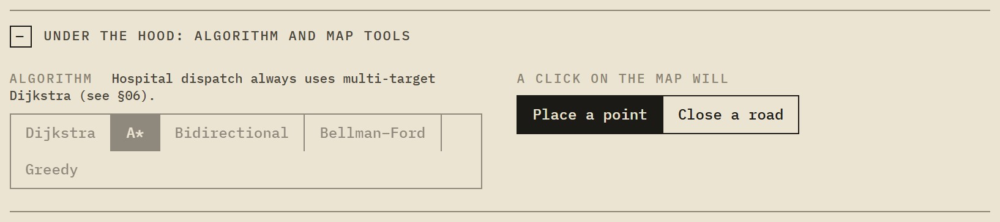 – UNDER THE HOOD: ALGORITHM AND MAP TOOLS
ALGORITHM Hospital dispatch always uses multi-target
Dijkstra (see §06).
Dijkstra A* Bidirectional Bellman–Ford
Greedy
A CLICK ON THE MAP WILL
Place a point Close a road